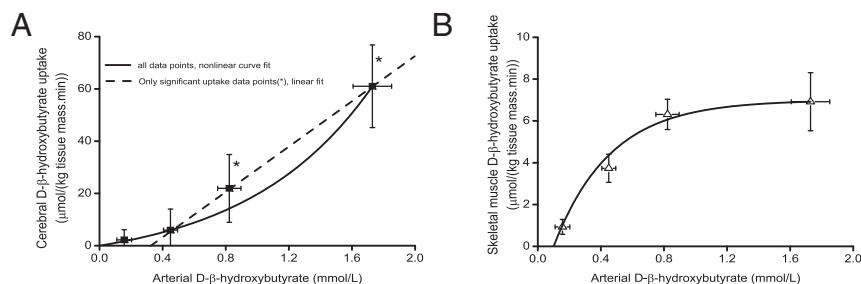 A
Cerebral D-β-hydroxybutyrate uptake
(μmol/(kg tissue mass.min))
80
60
40
20
0
all data points, nonlinear curve fit
Only significant uptake data points(*), linear fit
*
*
0.0 0.4 0.8 1.2 1.6 2.0
Arterial D-β-hydroxybutyrate (mmol/L)
B
Skeletal muscle D-β-hydroxybutyrate uptake
(μmol/(kg tissue mass.min))
10
8
6
4
2
0
0.0 0.4 0.8 1.2 1.6 2.0
Arterial D-β-hydroxybutyrate (mmol/L)